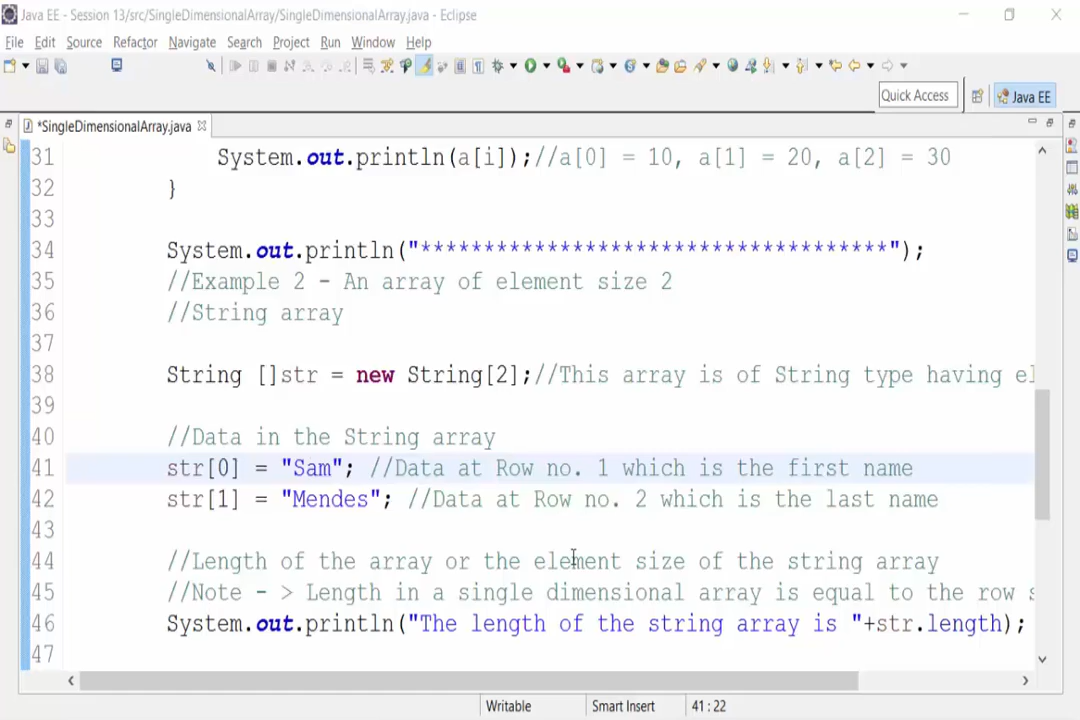 Java EE - Session 13/src/SingleDimensionalArray/SingleDimensionalArray.java - Eclipse
File Edit Source Refactor Navigate Search Project Run Window Help
Quick Access Java EE
*SingleDimensionalArray.java
31 System.out.println(a[i]);//a[0] = 10, a[1] = 20, a[2] = 30
32 }
33
34 System.out.println("*************************************");
35 //Example 2 - An array of element size 2
36 //String array
37
38 String []str = new String[2];//This array is of String type having el
39
40 //Data in the String array
41 str[0] = "Sam"; //Data at Row no. 1 which is the first name
42 str[1] = "Mendes"; //Data at Row no. 2 which is the last name
43
44 //Length of the array or the element size of the string array
45 //Note - > Length in a single dimensional array is equal to the row s
46 System.out.println("The length of the string array is "+str.length);
47
Writable Smart Insert 41 : 22